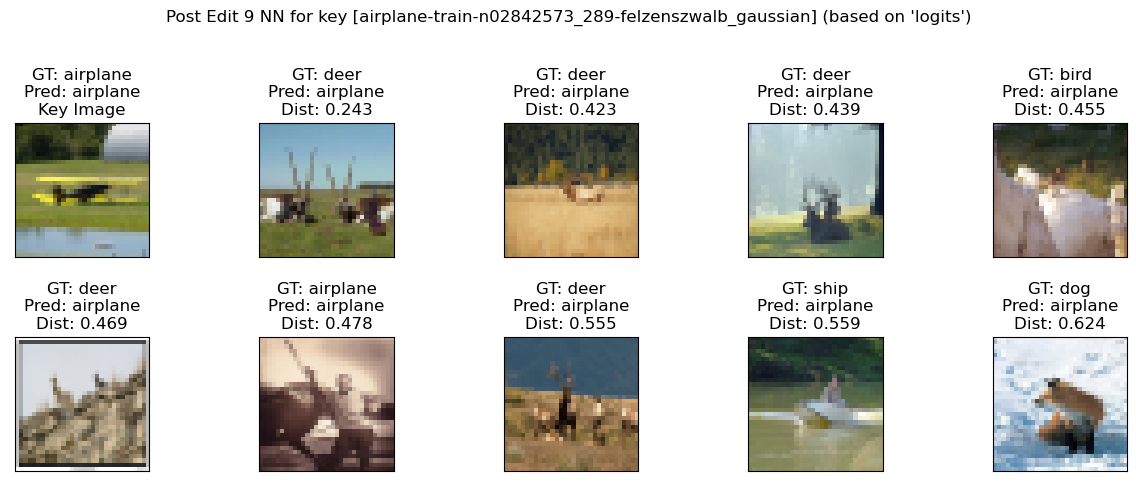 Post Edit 9 NN for key [airplane-train-n02842573_289-felzenszwalb_gaussian] (based on 'logits')
GT: airplane
Pred: airplane
Key Image
GT: deer
Pred: airplane
Dist: 0.243
GT: deer
Pred: airplane
Dist: 0.423
GT: deer
Pred: airplane
Dist: 0.439
GT: bird
Pred: airplane
Dist: 0.455
GT: deer
Pred: airplane
Dist: 0.469
GT: airplane
Pred: airplane
Dist: 0.478
GT: deer
Pred: airplane
Dist: 0.555
GT: ship
Pred: airplane
Dist: 0.559
GT: dog
Pred: airplane
Dist: 0.624